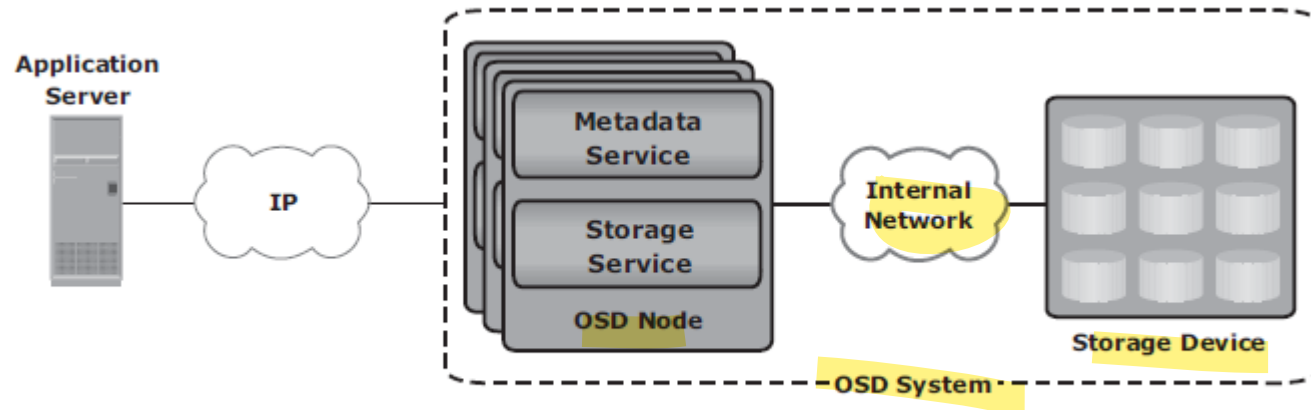 Application
Server
IP
Metadata
Service
Storage
Service
OSD Node
Internal
Network
Storage Device
OSD System